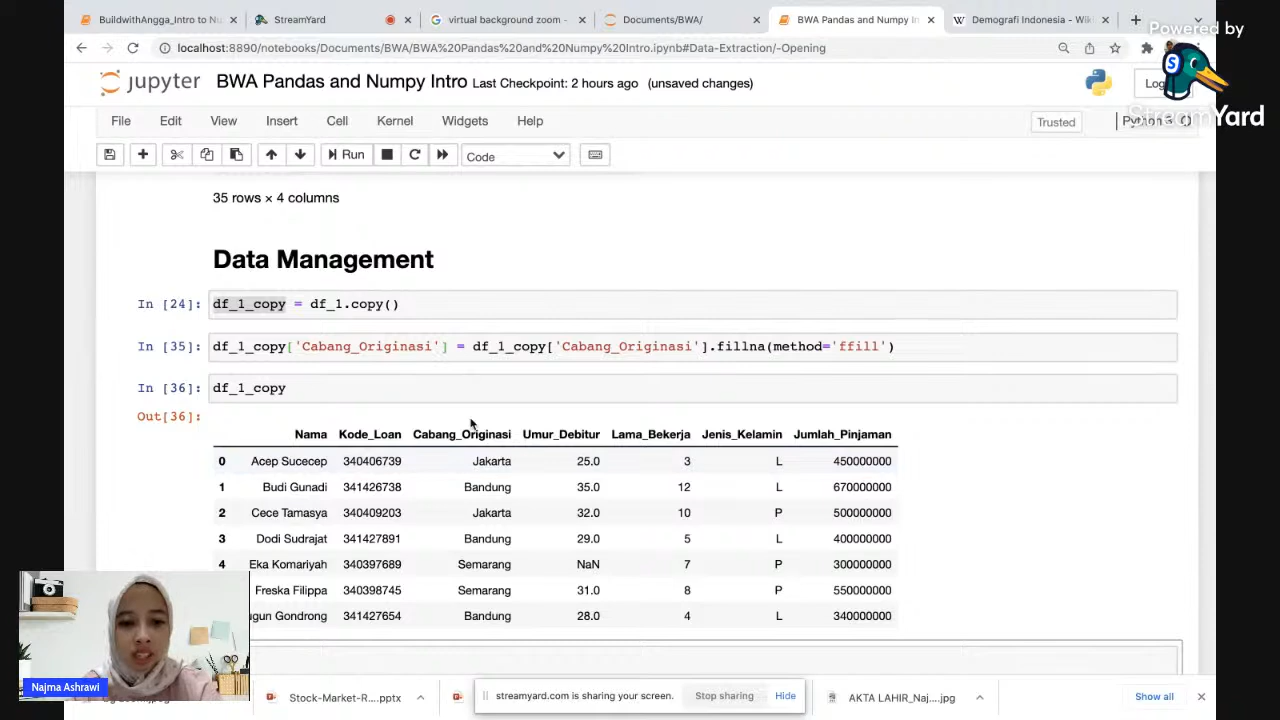 BuildwithAngga_Intro to Nu
StreamYard
virtual background zoom -
Documents/BWA/
BWA Pandas and Numpy In
Demografi Indonesia - Wiki
localhost:8890/notebooks/Documents/BWA/BWA%20Pandas%20and%20Numpy%20Intro.ipynb#Data-Extraction/-Opening
Powered by
StreamYard
jupyter BWA Pandas and Numpy Intro Last Checkpoint: 2 hours ago (unsaved changes)
File Edit View Insert Cell Kernel Widgets Help Trusted Python 3
Run Code
35 rows × 4 columns
Data Management
In [24]: df_1_copy = df_1.copy()
In [35]: df_1_copy['Cabang_Originasi'] = df_1_copy['Cabang_Originasi'].fillna(method='ffill')
In [36]: df_1_copy
Out[36]:
Nama Kode_Loan Cabang_Originasi Umur_Debitur Lama_Bekerja Jenis_Kelamin Jumlah_Pinjaman
0 Acep Sucecep 340406739 Jakarta 25.0 3 L 450000000
1 Budi Gunadi 341426738 Bandung 35.0 12 L 670000000
2 Cece Tamasya 340409203 Jakarta 32.0 10 P 500000000
3 Dodi Sudrajat 341427891 Bandung 29.0 5 L 400000000
4 Eka Komariyah 340397689 Semarang NaN 7 P 300000000
Freska Filippa 340398745 Semarang 31.0 8 P 550000000
ugun Gondrong 341427654 Bandung 28.0 4 L 340000000
Najma Ashrawi
Stock-Market-R....pptx
streamyard.com is sharing your screen. Stop sharing Hide
AKTA LAHIR_Naj....jpg
Show all